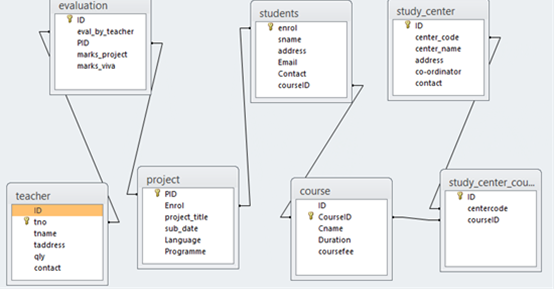 evaluation
ID
eval_by_teacher
PID
marks_project
marks_viva
students
enrol
sname
address
Email
Contact
courseID
study_center
ID
center_code
center_name
address
co-ordinator
contact
teacher
ID
tno
tname
taddress
qly
contact
project
PID
Enrol
project_title
sub_date
Language
Programme
course
ID
CourseID
Cname
Duration
coursefee
study_center_cou...
ID
centercode
courseID